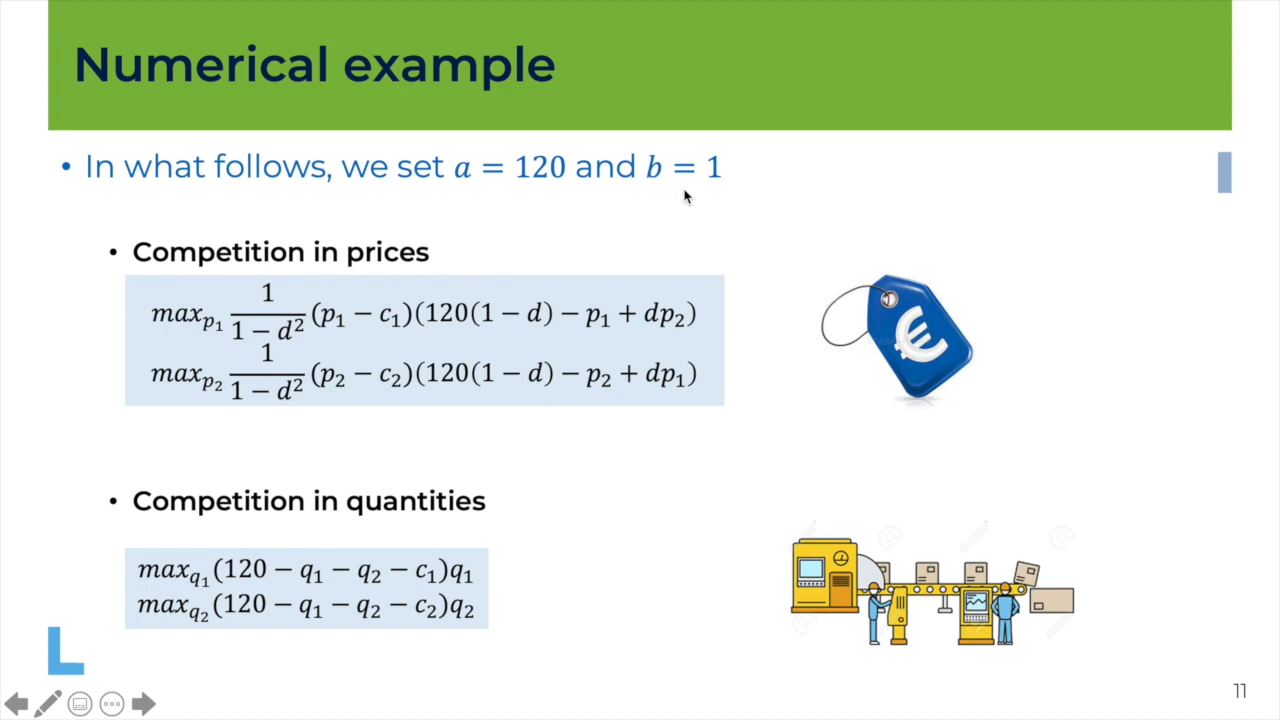 Numerical example
• In what follows, we set a = 120 and b = 1
• Competition in prices
max_{p_1} \frac{1}{1 - d^2} (p_1 - c_1)(120(1 - d) - p_1 + dp_2)
max_{p_2} \frac{1}{1 - d^2} (p_2 - c_2)(120(1 - d) - p_2 + dp_1)
€
• Competition in quantities
max_{q_1}(120 - q_1 - q_2 - c_1)q_1
max_{q_2}(120 - q_1 - q_2 - c_2)q_2
11